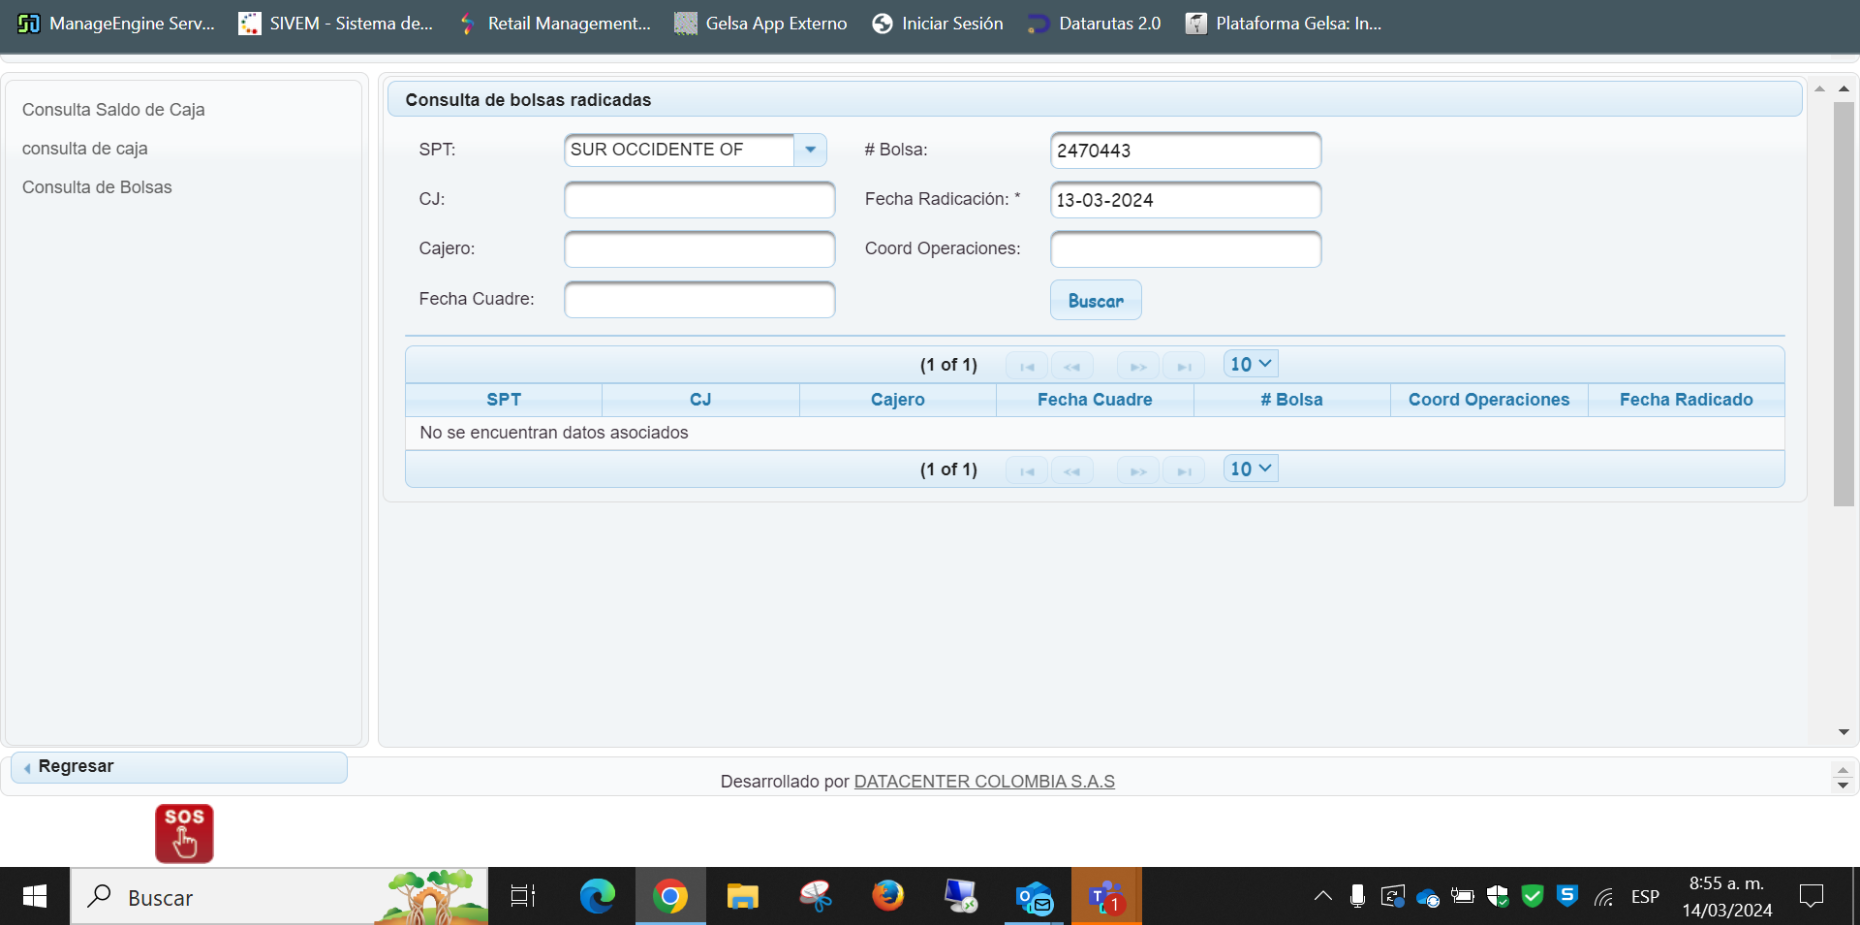 ManageEngine Serv... SIVEM - Sistema de... Retail Management... Gelsa App Externo Iniciar Sesión Datarutas 2.0 Plataforma Gelsa: In...
Consulta Saldo de Caja
consulta de caja
Consulta de Bolsas
Consulta de bolsas radicadas
SPT: SUR OCCIDENTE OF # Bolsa: 2470443
CJ: Fecha Radicación: * 13-03-2024
Cajero: Coord Operaciones:
Fecha Cuadre: Buscar
(1 of 1) 10
SPT CJ Cajero Fecha Cuadre # Bolsa Coord Operaciones Fecha Radicado
No se encuentran datos asociados
(1 of 1) 10
Regresar
Desarrollado por DATACENTER COLOMBIA S.A.S
SOS
Buscar 1 ESP 8:55 a. m.
14/03/2024